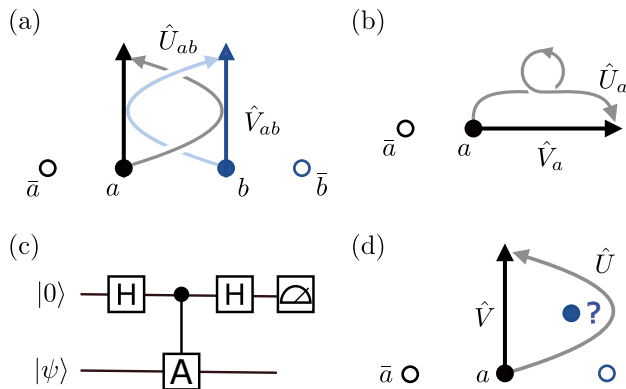 (a)
Û_ab
V̂_ab
ā
a
b
b̄
(b)
Û_a
ā
a
V̂_a
(c)
|0⟩
H
H
|ψ⟩
A
(d)
Û
V̂
?
ā
a